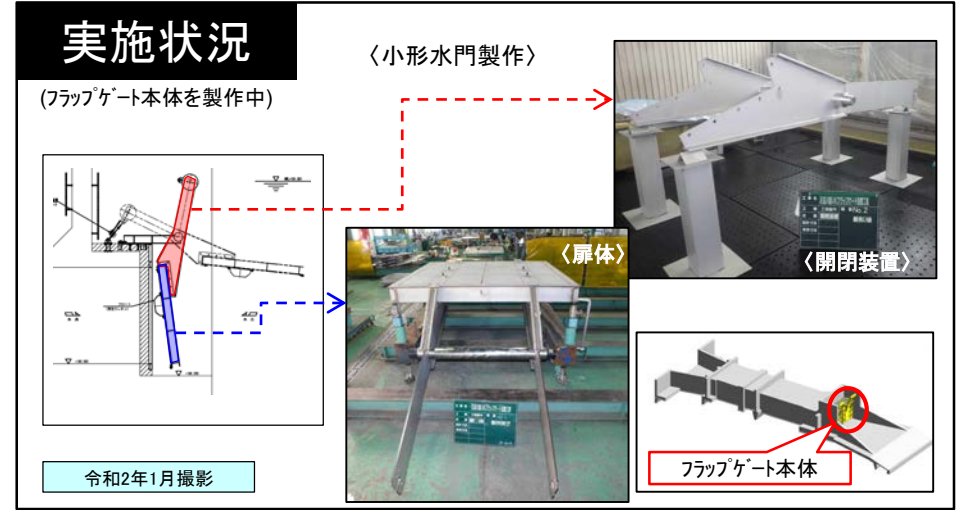 実施状況
〈小形水門製作〉
(ﾌﾗｯﾌﾟｹﾞｰﾄ本体を製作中)
〈扉体〉
〈開閉装置〉
No.2
ﾌﾗｯﾌﾟｹﾞｰﾄ本体
令和2年1月撮影